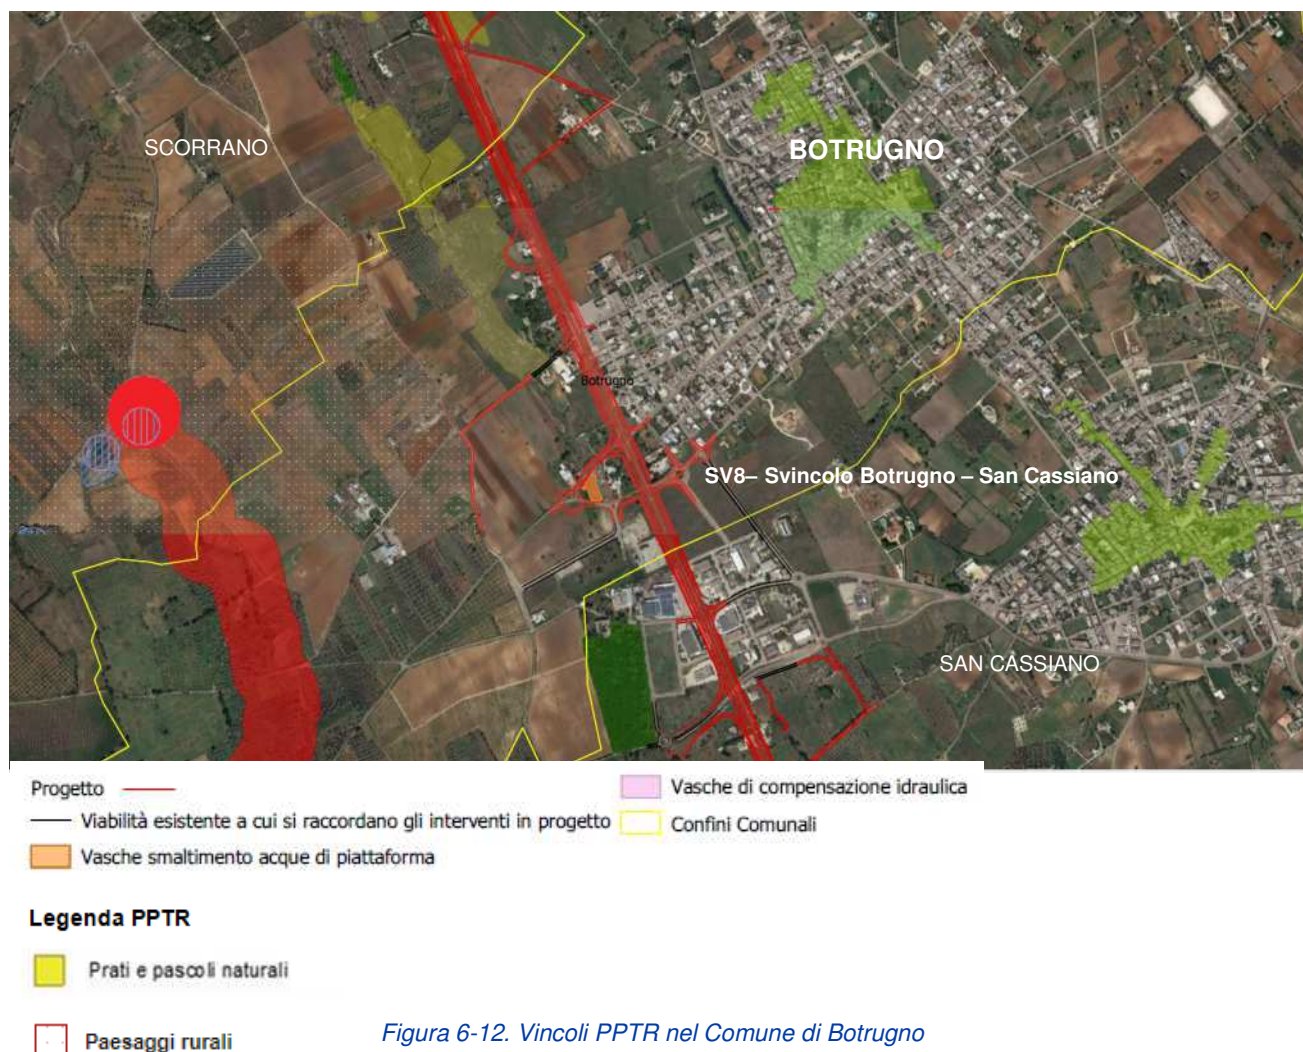 SCORRANO
BOTRUGNO
Botrugno
SV8– Svincolo Botrugno – San Cassiano
SAN CASSIANO
Progetto
Viabilità esistente a cui si raccordano gli interventi in progetto
Vasche smaltimento acque di piattaforma
Vasche di compensazione idraulica
Confini Comunali
Legenda PPTR
Prati e pascoli naturali
Paesaggi rurali
Figura 6-12. Vincoli PPTR nel Comune di Botrugno